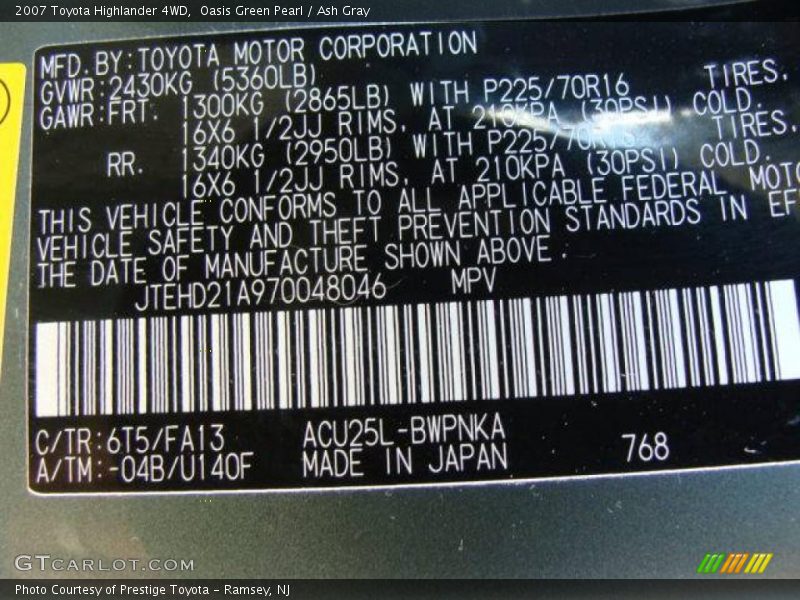 2007 Toyota Highlander 4WD, Oasis Green Pearl / Ash Gray
MFD. BY: TOYOTA MOTOR CORPORATION
GVWR: 2430KG (5360LB)
GAWR: FRT. 1300KG (2865LB) WITH P225/70R16 TIRES,
16X6 1/2JJ RIMS, AT 210KPA (30PSI) COLD.
RR. 1340KG (2950LB) WITH P225/70R16 TIRES,
16X6 1/2JJ RIMS, AT 210KPA (30PSI) COLD.
THIS VEHICLE CONFORMS TO ALL APPLICABLE FEDERAL MOTO
VEHICLE SAFETY AND THEFT PREVENTION STANDARDS IN EF
THE DATE OF MANUFACTURE SHOWN ABOVE.
JTEHD21A970048046 MPV
C/TR: 6T5/FA13 ACU25L-BWPNKA 768
A/TM: -04B/U140F MADE IN JAPAN
GTCARLOT.COM
Photo Courtesy of Prestige Toyota - Ramsey, NJ